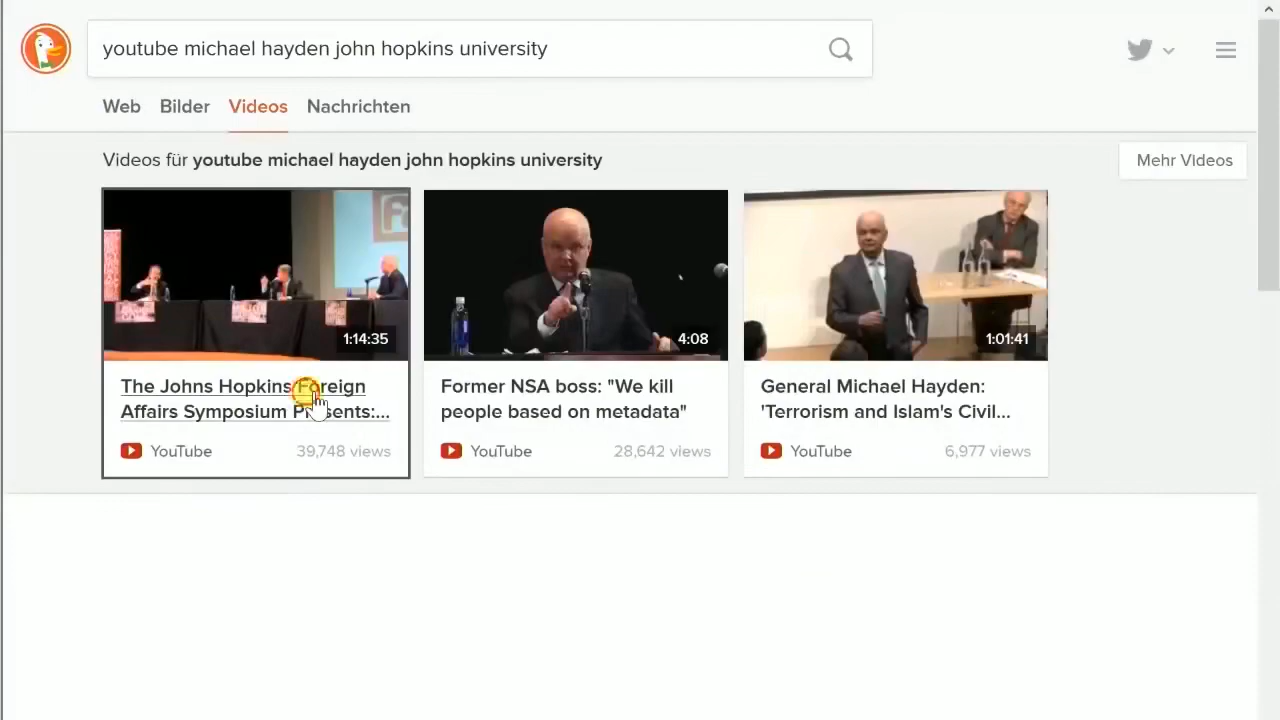 youtube michael hayden john hopkins university
Web Bilder Videos Nachrichten
Videos für youtube michael hayden john hopkins university
Mehr Videos
1:14:35
The Johns Hopkins Foreign
Affairs Symposium Presents:...
YouTube 39,748 views
4:08
Former NSA boss: "We kill
people based on metadata"
YouTube 28,642 views
1:01:41
General Michael Hayden:
'Terrorism and Islam's Civil...
YouTube 6,977 views